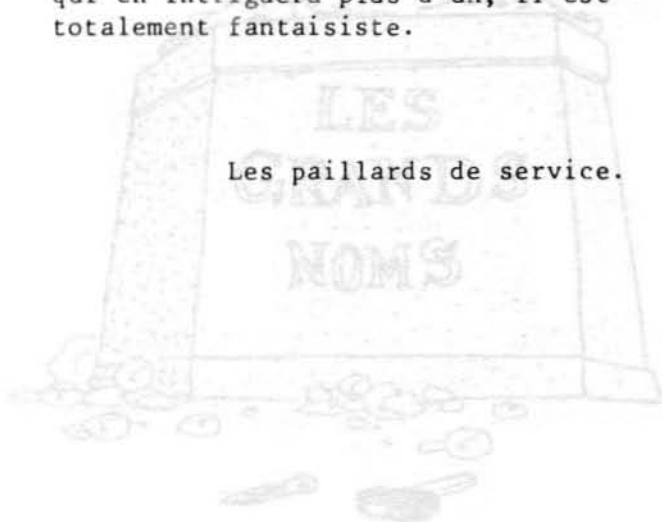 qui en intriguera plus d'un, il est
totalement fantaisiste.
LES
Les paillards de service.
GRANDS
NOMS